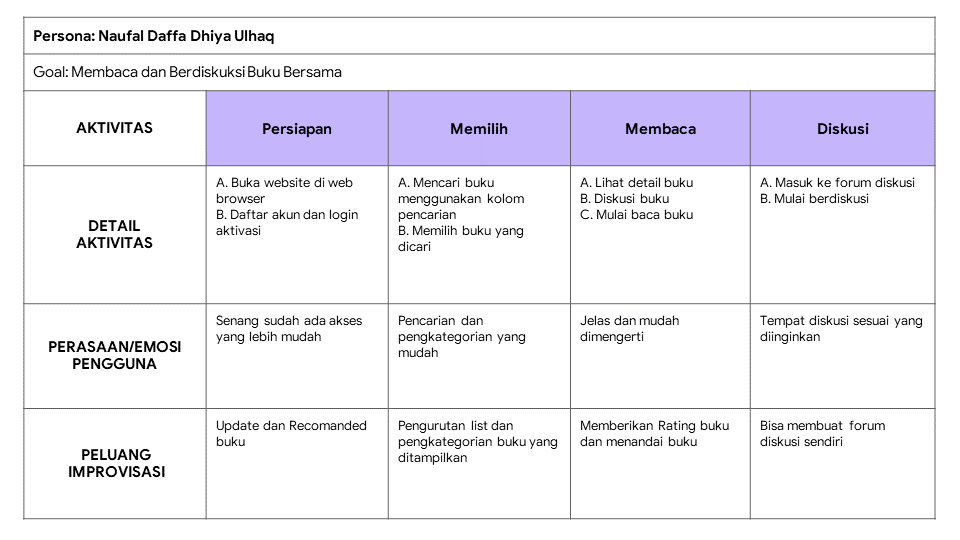 Persona: Naufal Daffa Dhiya Ulhaq
Goal: Membaca dan Berdiskuksi Buku Bersama
AKTIVITAS
Persiapan
Memilih
Membaca
Diskusi
DETAIL
AKTIVITAS
A. Buka website di web
browser
B. Daftar akun dan login
aktivasi
A. Mencari buku
menggunakan kolom
pencarian
B. Memilih buku yang
dicari
A. Lihat detail buku
B. Diskusi buku
C. Mulai baca buku
A. Masuk ke forum diskusi
B. Mulai berdiskusi
PERASAAN/EMOSI
PENGGUNA
Senang sudah ada akses
yang lebih mudah
Pencarian dan
pengkategorian yang
mudah
Jelas dan mudah
dimengerti
Tempat diskusi sesuai yang
diinginkan
PELUANG
IMPROVISASI
Update dan Recomanded
buku
Pengurutan list dan
pengkategorian buku yang
ditampilkan
Memberikan Rating buku
dan menandai buku
Bisa membuat forum
diskusi sendiri